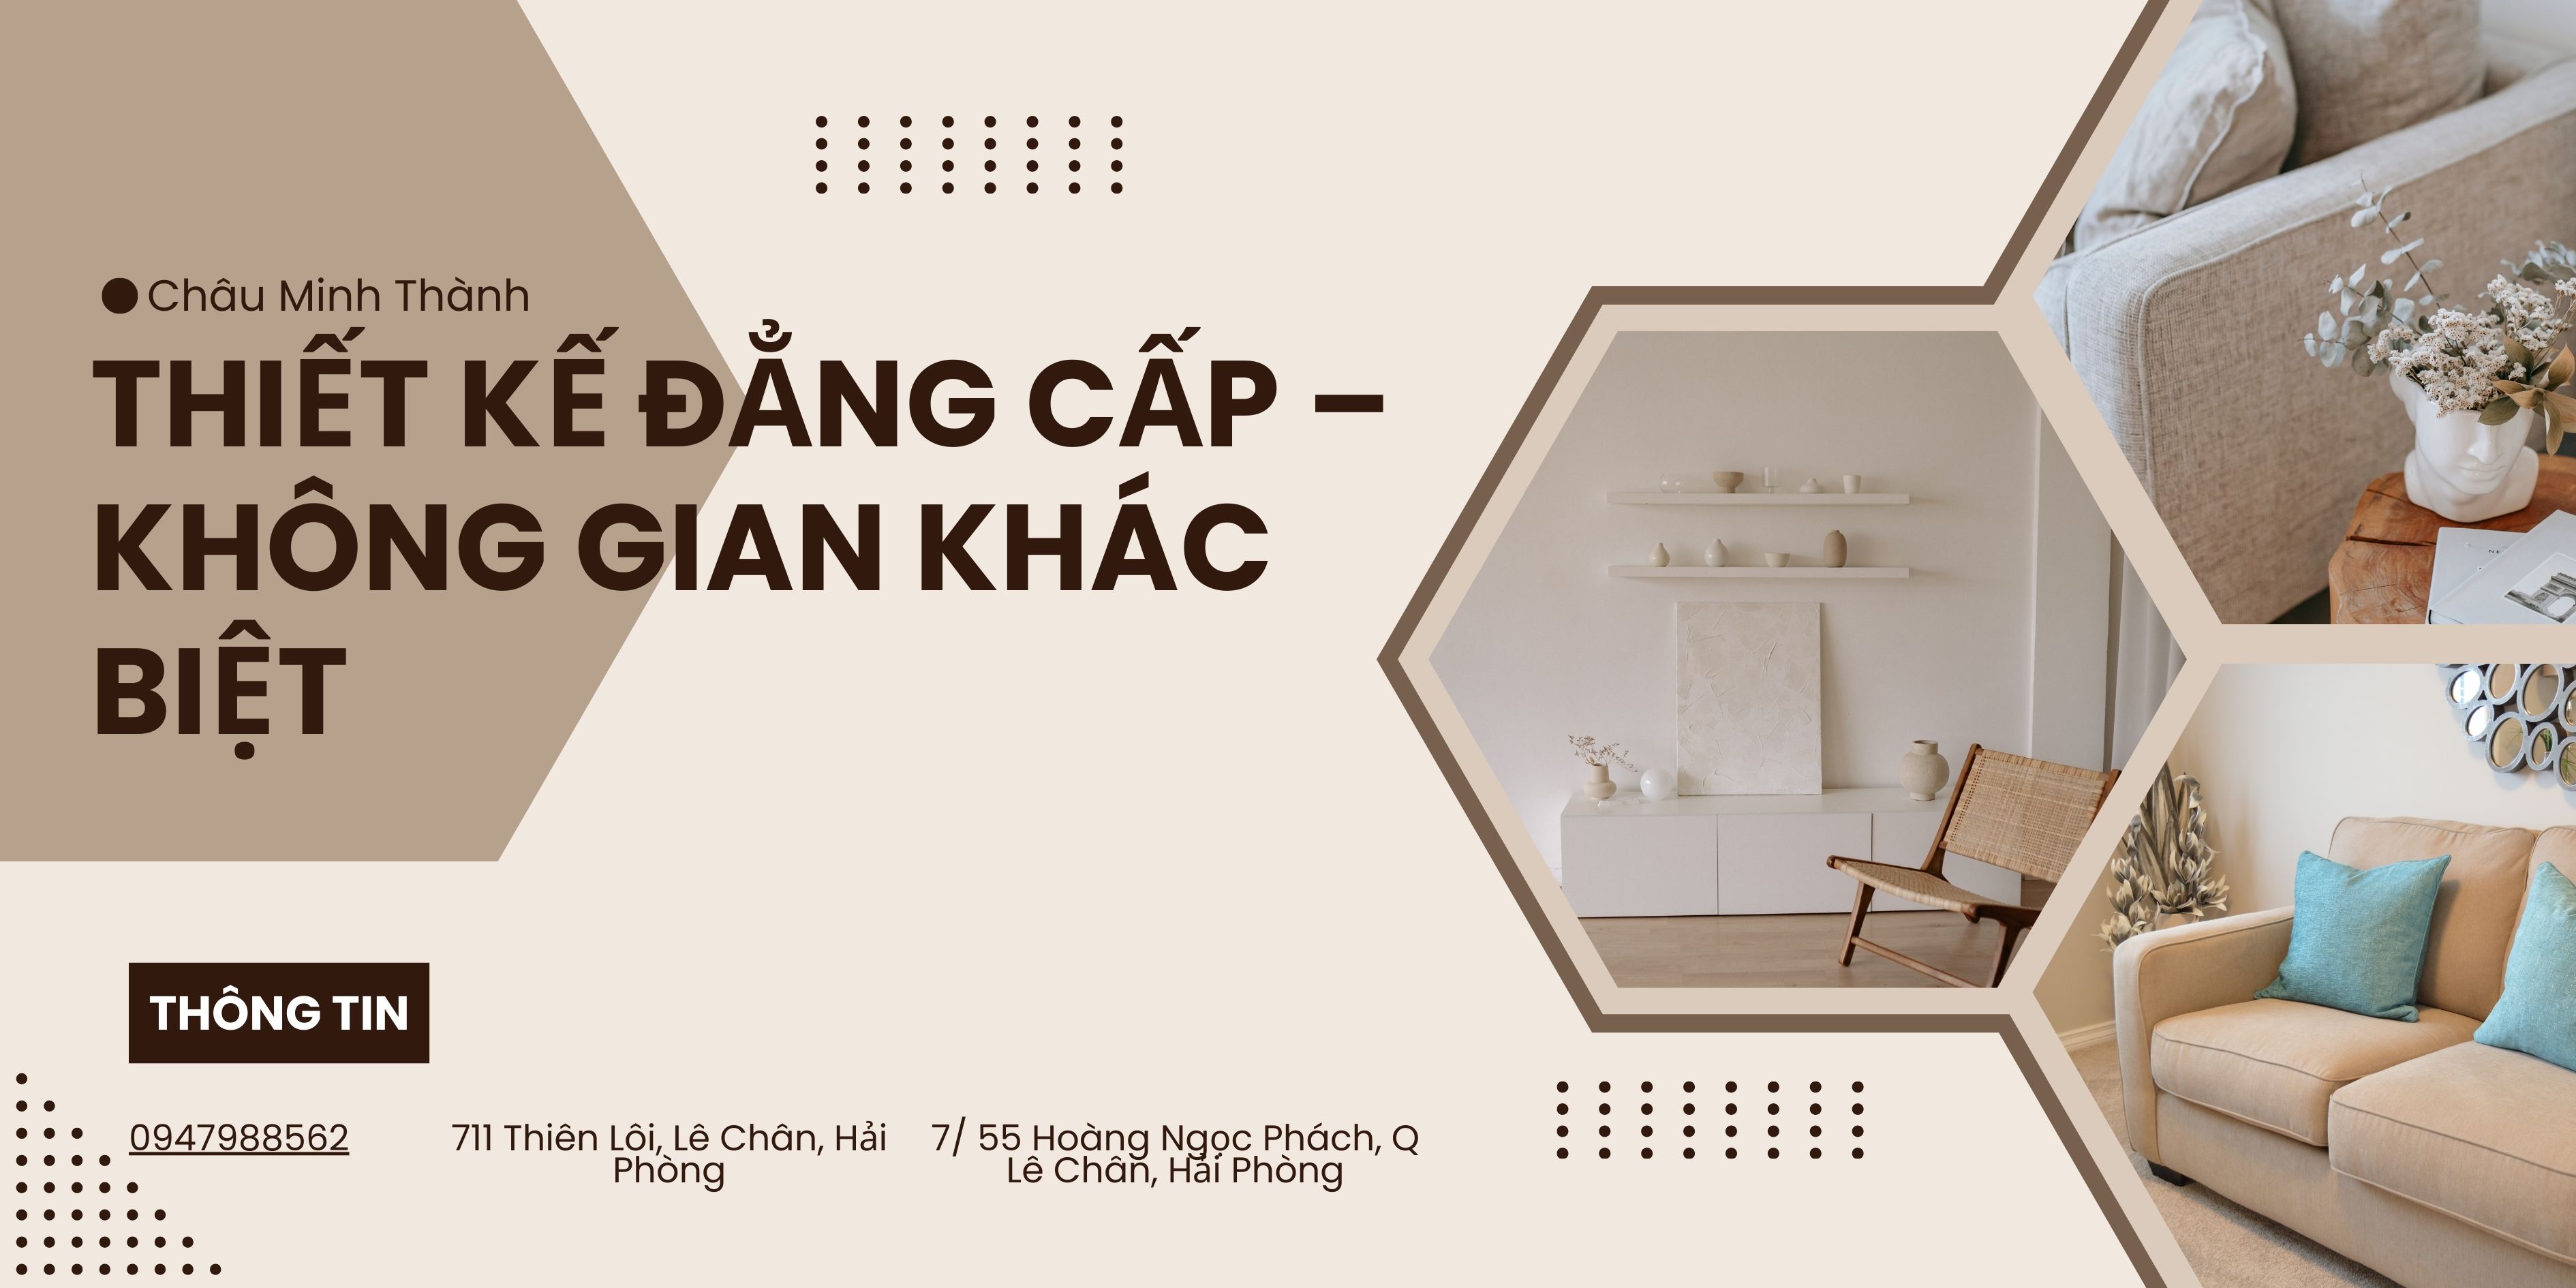 Châu Minh Thành
THIẾT KẾ ĐẲNG CẤP –
KHÔNG GIAN KHÁC
BIỆT
THÔNG TIN
0947988562
711 Thiên Lôi, Lê Chân, Hải
Phòng
7/ 55 Hoàng Ngọc Phách, Q
Lê Chân, Hải Phòng